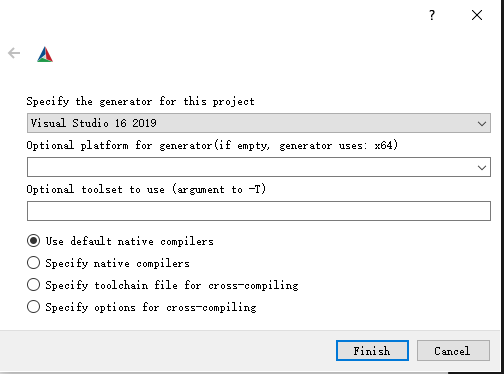 ?
Specify the generator for this project
Visual Studio 16 2019
Optional platform for generator(if empty, generator uses: x64)
Optional toolset to use (argument to -T)
Use default native compilers
Specify native compilers
Specify toolchain file for cross-compiling
Specify options for cross-compiling
Finish Cancel